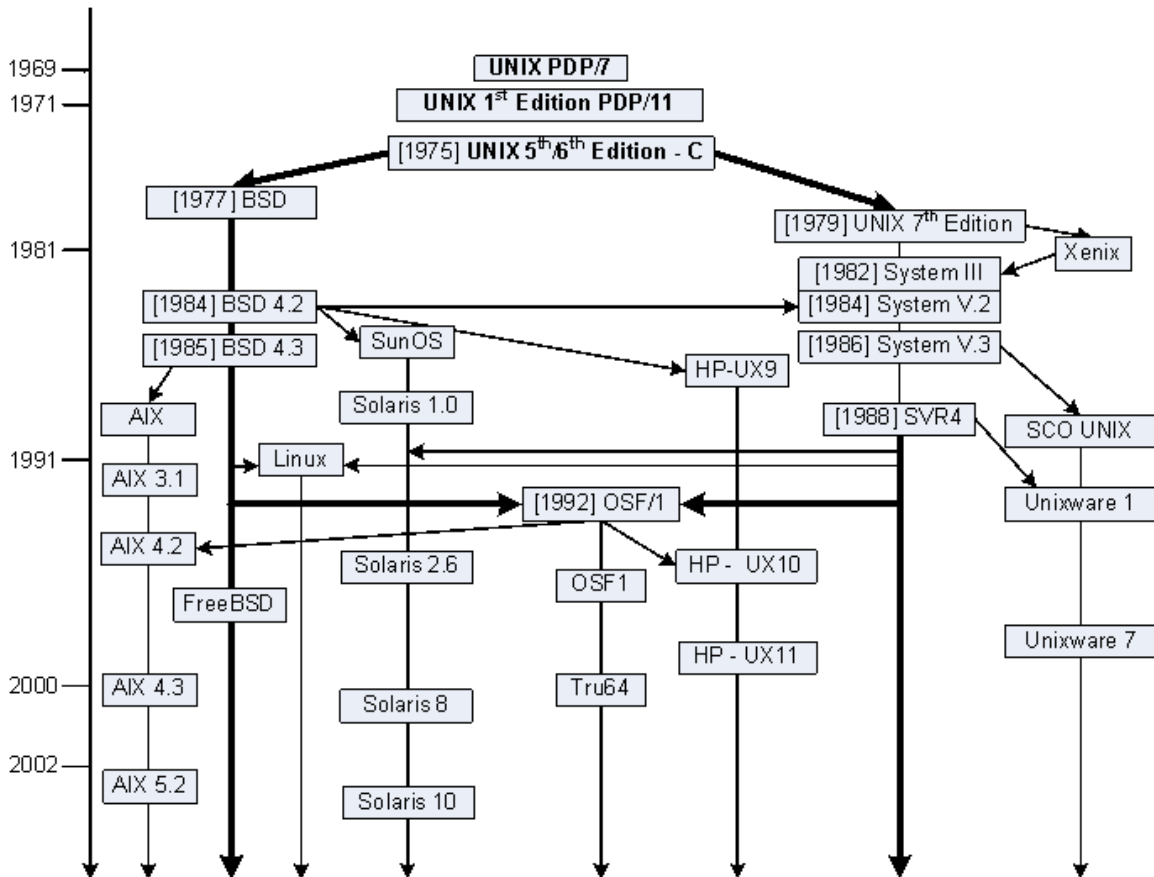 1969
UNIX PDP/7
1971
UNIX 1st Edition PDP/11
[1975] UNIX 5th/6th Edition - C
[1977] BSD
[1979] UNIX 7th Edition
1981
Xenix
[1982] System III
[1984] BSD 4.2
[1984] System V.2
SunOS
[1985] BSD 4.3
[1986] System V.3
HP-UX9
Solaris 1.0
AIX
[1988] SVR4
SCO UNIX
1991
Linux
AIX 3.1
[1992] OSF/1
Unixware 1
AIX 4.2
Solaris 2.6
HP - UX10
OSF1
FreeBSD
Unixware 7
HP - UX11
2000
AIX 4.3
Tru64
Solaris 8
2002
AIX 5.2
Solaris 10